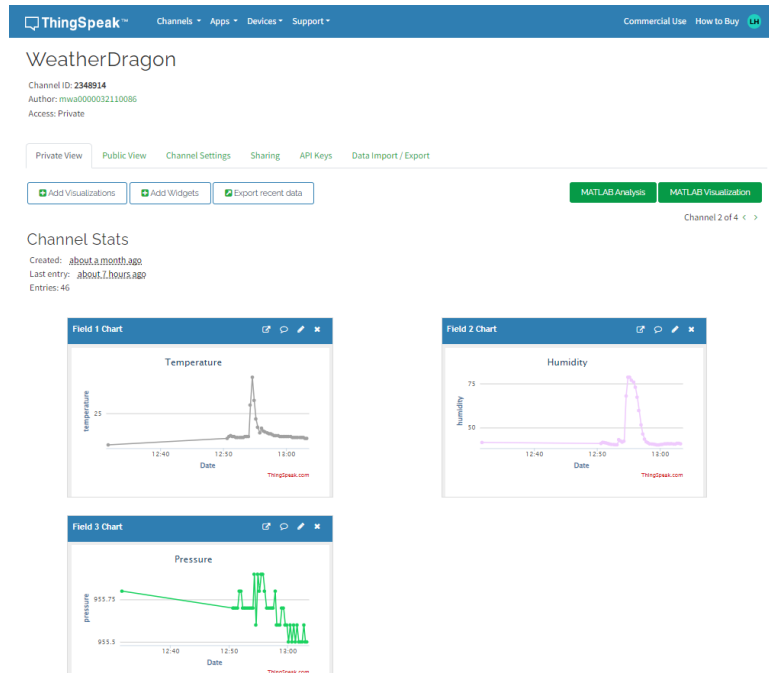 ThingSpeak™ Channels Apps Devices Support Commercial Use How to Buy LH
WeatherDragon
Channel ID: 2348914
Author: mwa0000032110086
Access: Private
Private View Public View Channel Settings Sharing API Keys Data Import / Export
Add Visualizations Add Widgets Export recent data MATLAB Analysis MATLAB Visualization
Channel 2 of 4 < >
Channel Stats
Created: about a month ago
Last entry: about 7 hours ago
Entries: 46
Field 1 Chart
Temperature
temperature
25
12:40 12:50 13:00
Date
ThingSpeak.com
Field 2 Chart
Humidity
humidity
75
50
12:40 12:50 13:00
Date
ThingSpeak.com
Field 3 Chart
Pressure
pressure
955.75
955.5
12:40 12:50 13:00
Date
ThingSpeak.com